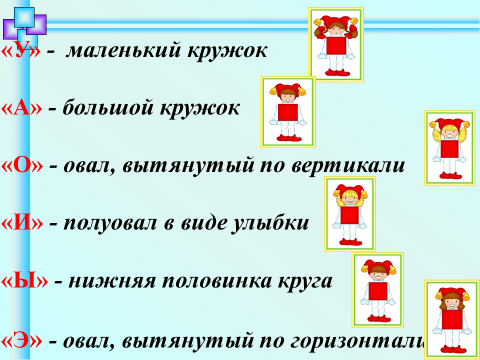 «У» - маленький кружок
«А» - большой кружок
«О» - овал, вытянутый по вертикали
«И» - полуовал в виде улыбки
«Ы» - нижняя половинка круга
«Э» - овал, вытянутый по горизонтали